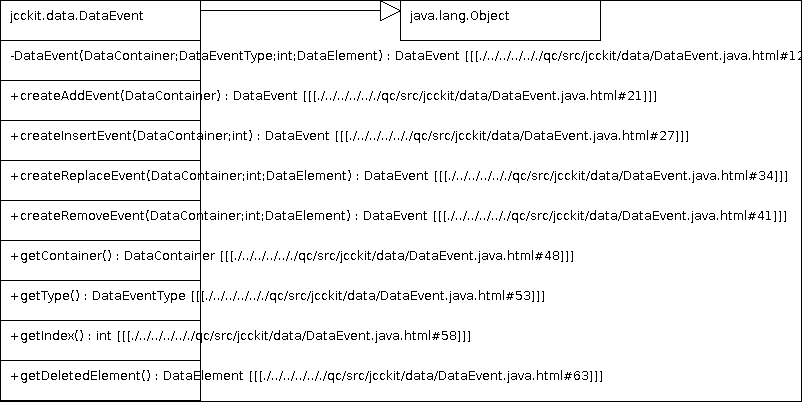 jcckit.data.DataEvent
java.lang.Object
-DataEvent(DataContainer;DataEventType;int;DataElement) : DataEvent [[[./../../../../../qc/src/jcckit/data/DataEvent.java.html#12
+createAddEvent(DataContainer) : DataEvent [[[./../../../../../qc/src/jcckit/data/DataEvent.java.html#21]]]
+createInsertEvent(DataContainer;int) : DataEvent [[[./../../../../../qc/src/jcckit/data/DataEvent.java.html#27]]]
+createReplaceEvent(DataContainer;int;DataElement) : DataEvent [[[./../../../../../qc/src/jcckit/data/DataEvent.java.html#34]]]
+createRemoveEvent(DataContainer;int;DataElement) : DataEvent [[[./../../../../../qc/src/jcckit/data/DataEvent.java.html#41]]]
+getContainer() : DataContainer [[[./../../../../../qc/src/jcckit/data/DataEvent.java.html#48]]]
+getType() : DataEventType [[[./../../../../../qc/src/jcckit/data/DataEvent.java.html#53]]]
+getIndex() : int [[[./../../../../../qc/src/jcckit/data/DataEvent.java.html#58]]]
+getDeletedElement() : DataElement [[[./../../../../../qc/src/jcckit/data/DataEvent.java.html#63]]]